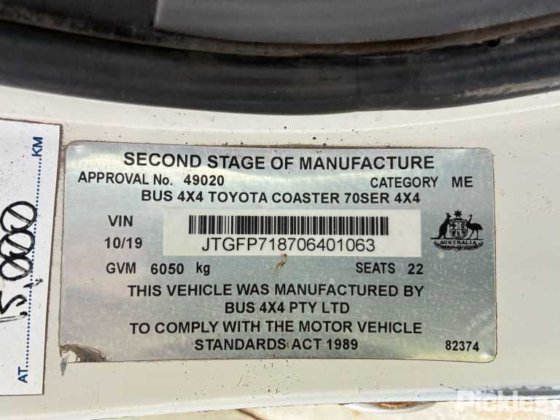 SECOND STAGE OF MANUFACTURE
APPROVAL No. 49020 CATEGORY ME
BUS 4X4 TOYOTA COASTER 70SER 4X4
VIN
10/19 JTGFP718706401063
AUSTRALIA
GVM 6050 kg SEATS 22
THIS VEHICLE WAS MANUFACTURED BY
BUS 4X4 PTY LTD
TO COMPLY WITH THE MOTOR VEHICLE
STANDARDS ACT 1989 82374
AT KM
Pickles